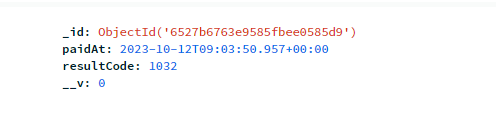 _id: ObjectId('6527b6763e9585fbee0585d9')
paidAt: 2023-10-12T09:03:50.957+00:00
resultCode: 1032
__v: 0